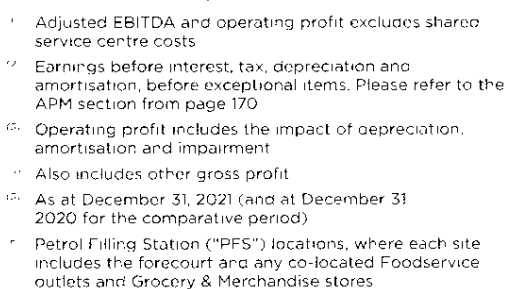 Adjusted EBITDA and operating profit excludes shared
service centre costs
Earnings before interest, tax, depreciation and
amortisation, before exceptional items. Please refer to the
APM section from page 170
Operating profit includes the impact of depreciation,
amortisation and impairment
Also includes other gross profit
As at December 31, 2021 (and at December 31
2020 for the comparative period)
Petrol Filling Station ("PFS") locations, where each site
includes the forecourt and any co-located Foodservice
outlets and Grocery & Merchandise stores